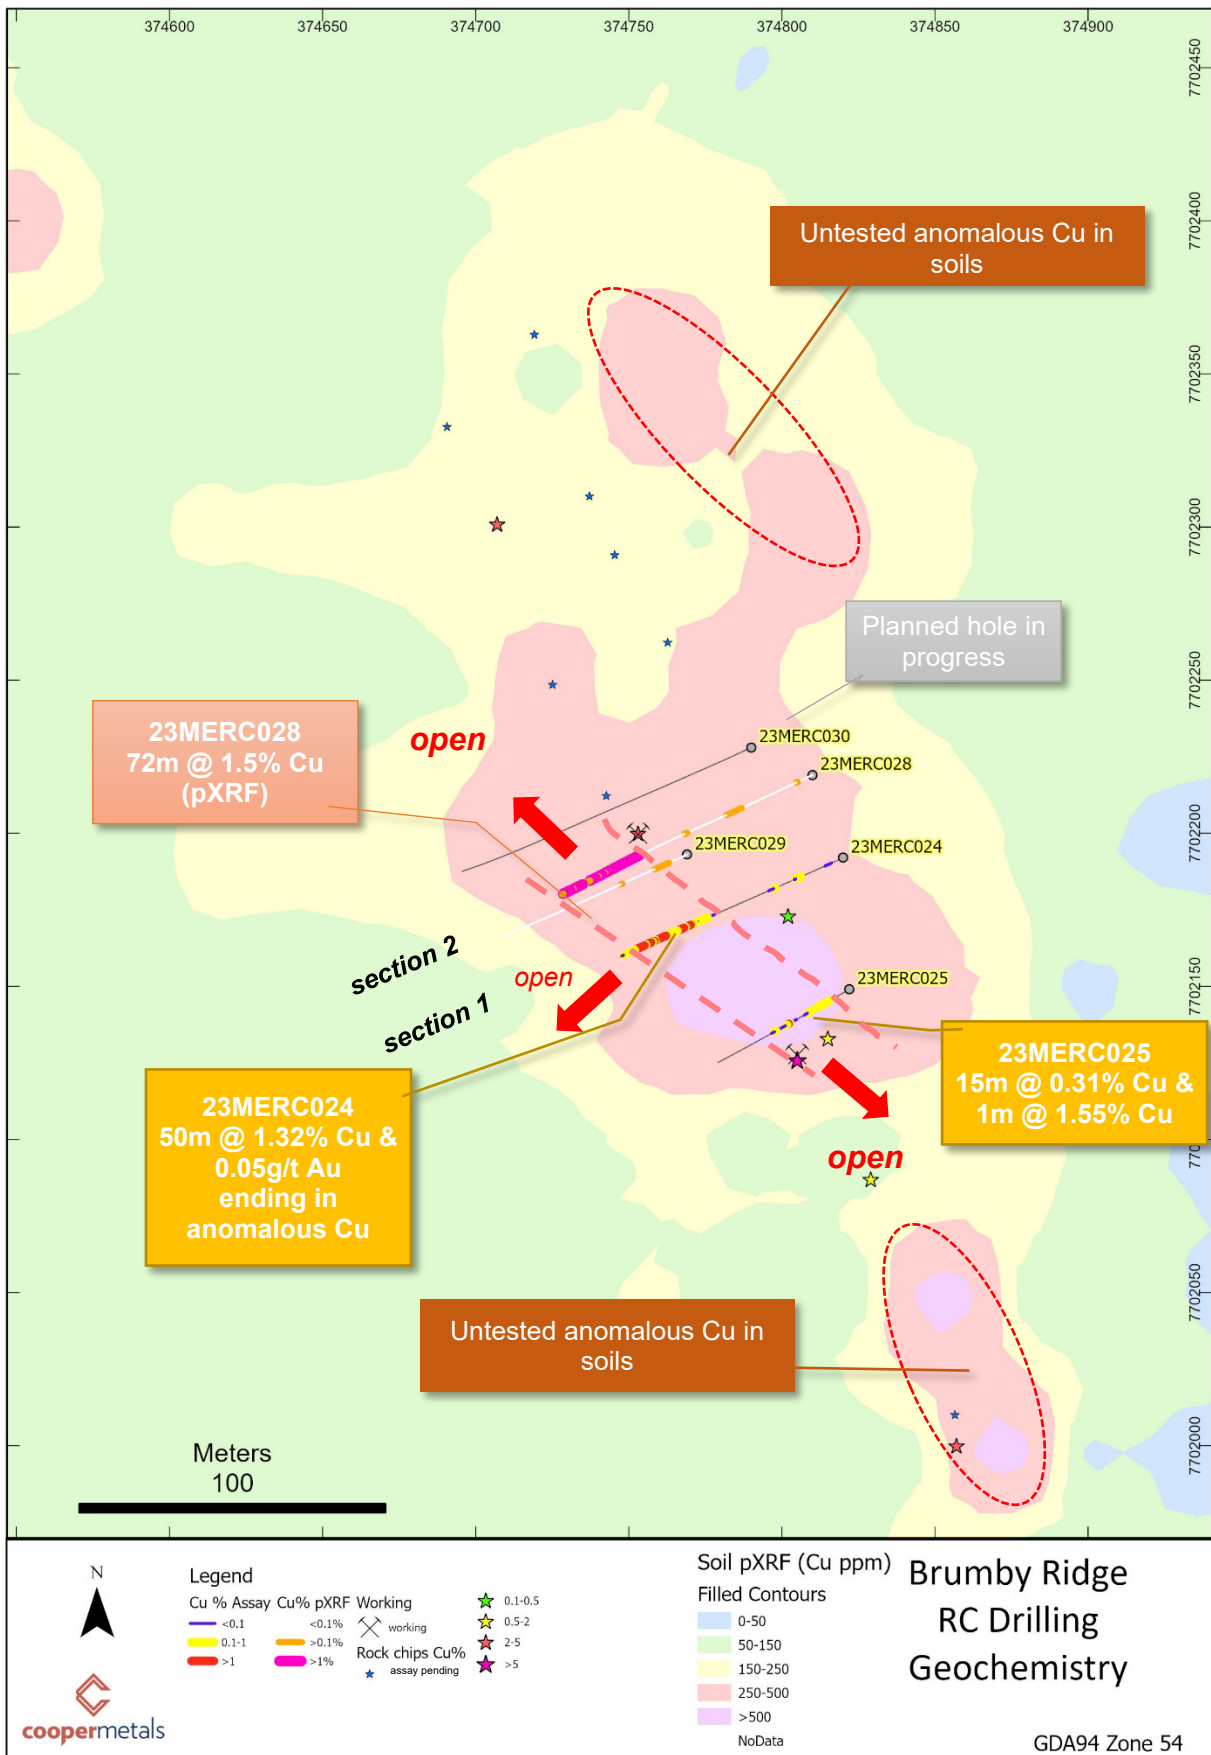 374600 374650 374700 374750 374800 374850 374900
7702450
7702400
Untested anomalous Cu in
soils
7702350
7702300
Planned hole in
progress
7702250
23MERC028
72m @ 1.5% Cu
(pXRF)
open
23MERC030
23MERC028
7702200
23MERC029
23MERC024
section 2
open
23MERC025
7702150
section 1
23MERC025
15m @ 0.31% Cu &
1m @ 1.55% Cu
23MERC024
50m @ 1.32% Cu &
0.05g/t Au
ending in
anomalous Cu
open
7702050
Untested anomalous Cu in
soils
7702000
Meters
100
N
Legend
Cu % Assay Cu% pXRF Working
<0.1 <0.1% working
0.1-1 >0.1% Rock chips Cu%
>1 >1% assay pending
0.1-0.5
0.5-2
2-5
>5
Soil pXRF (Cu ppm)
Filled Contours
0-50
50-150
150-250
250-500
>500
NoData
Brumby Ridge
RC Drilling
Geochemistry
coopermetals
GDA94 Zone 54